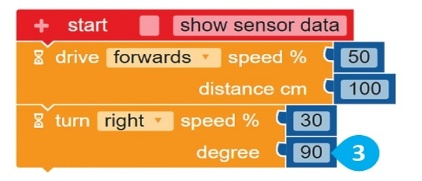 + start show sensor data
drive forwards speed % 50
distance cm 100
turn right speed % 30
degree 90 3